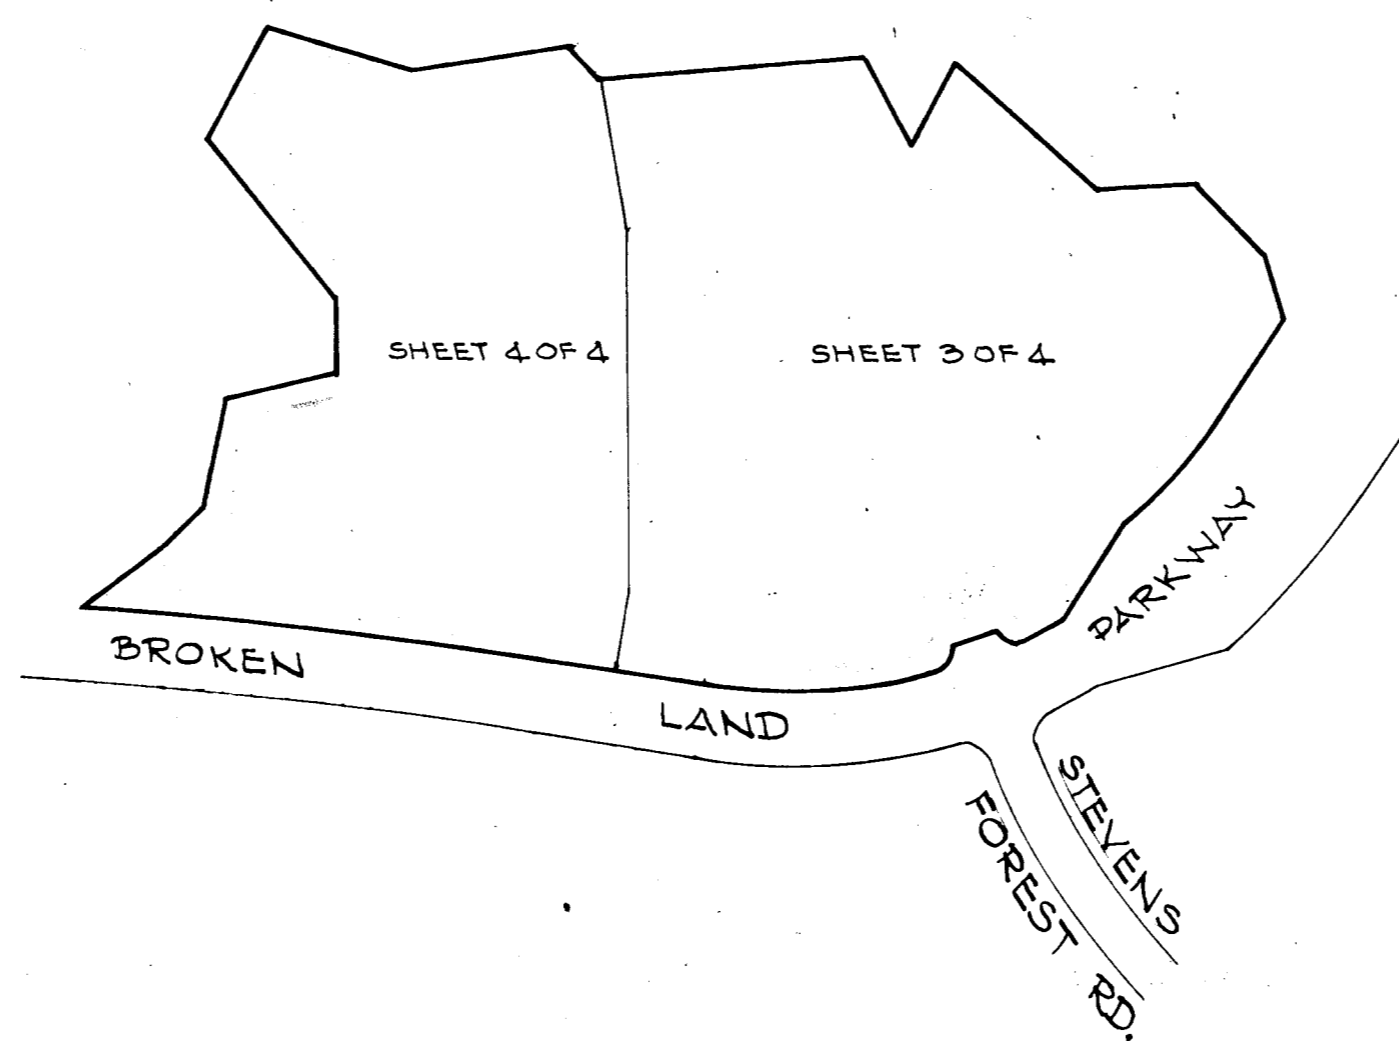 SHEET 4 OF 4
SHEET 3 OF 4
BROKEN
LAND
PARKWAY
STEVENS
FOREST RD.